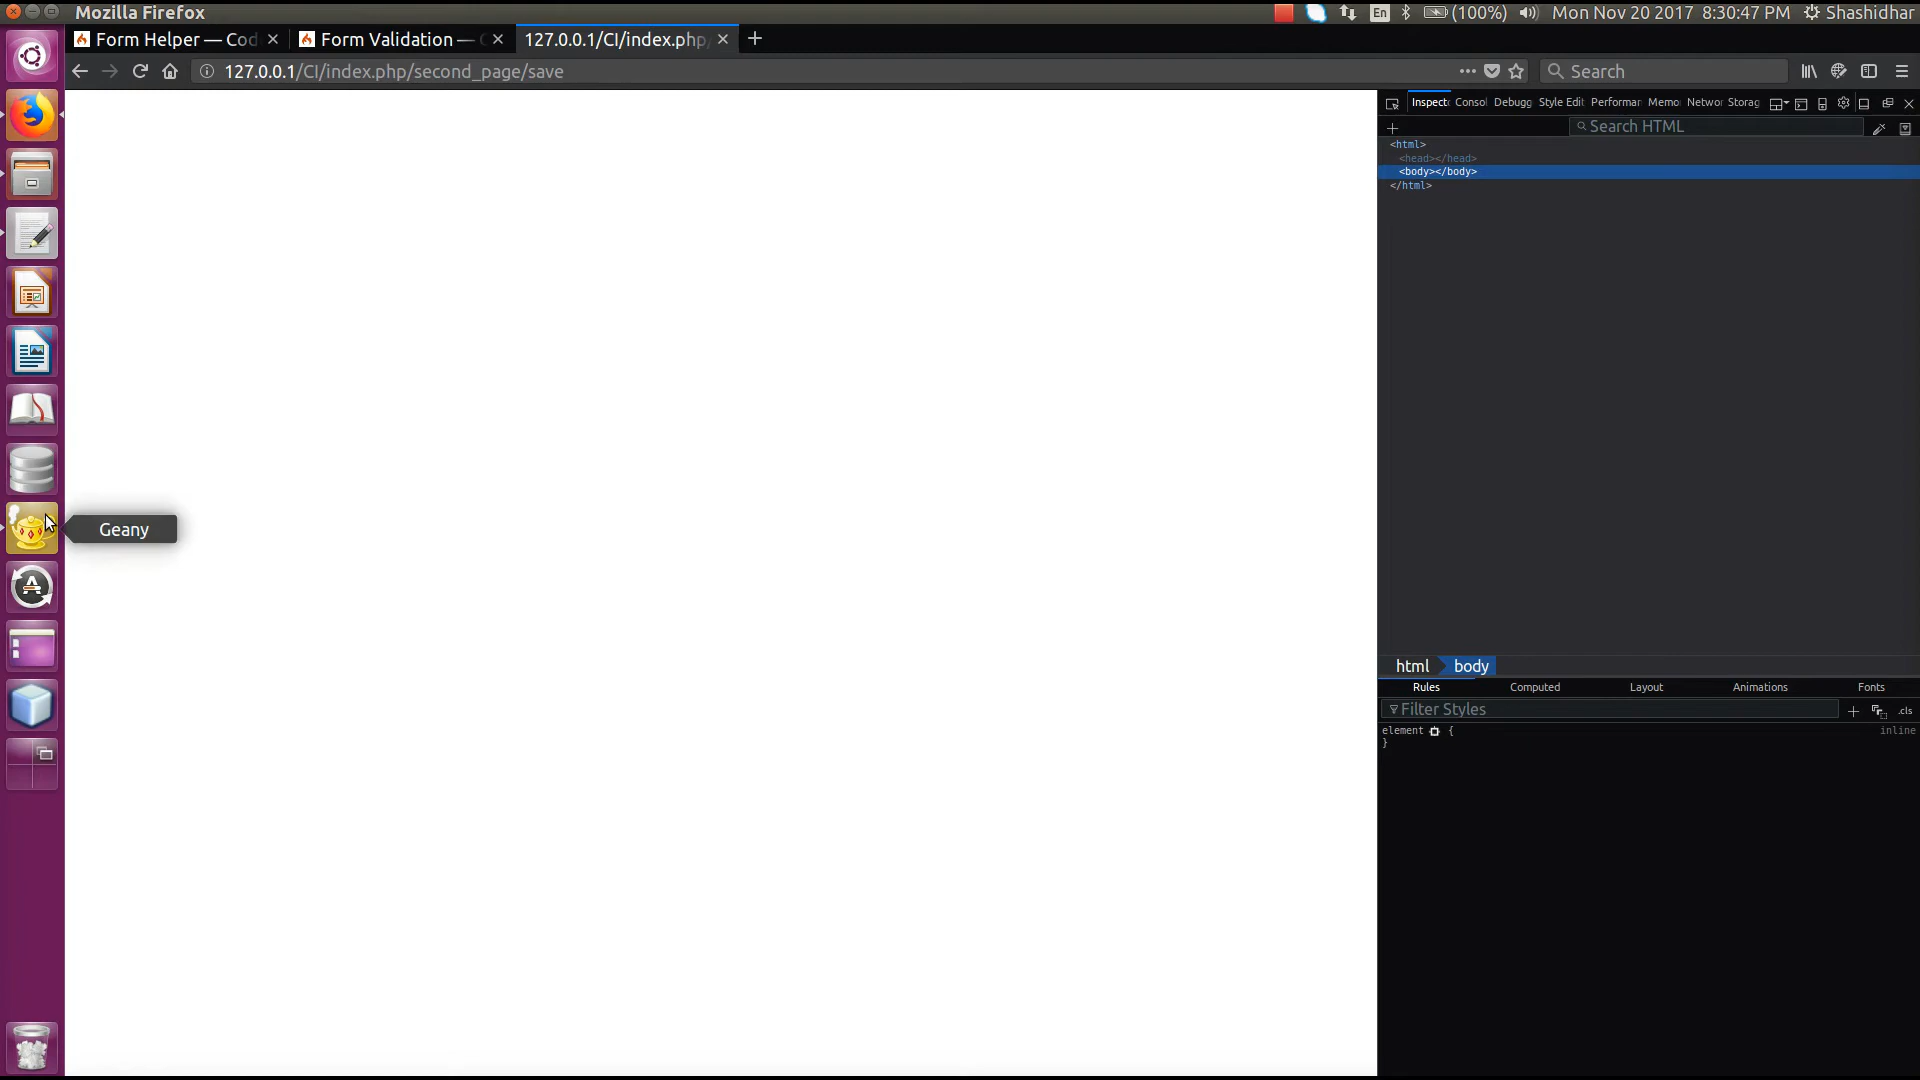 Mozilla Firefox
En
(100%)
Mon Nov 20 2017 8:30:47 PM
Shashidhar
Form Helper — Cod
Form Validation — C
127.0.0.1/CI/index.php/
127.0.0.1/CI/index.php/second_page/save
Search
Inspect
Consol
Debugg
Style Edit
Performar
Memo
Networ
Storag
Search HTML
<html>
<head></head>
<body></body>
</html>
Geany
html
body
Rules
Computed
Layout
Animations
Fonts
Filter Styles
.cls
element {
inline
}